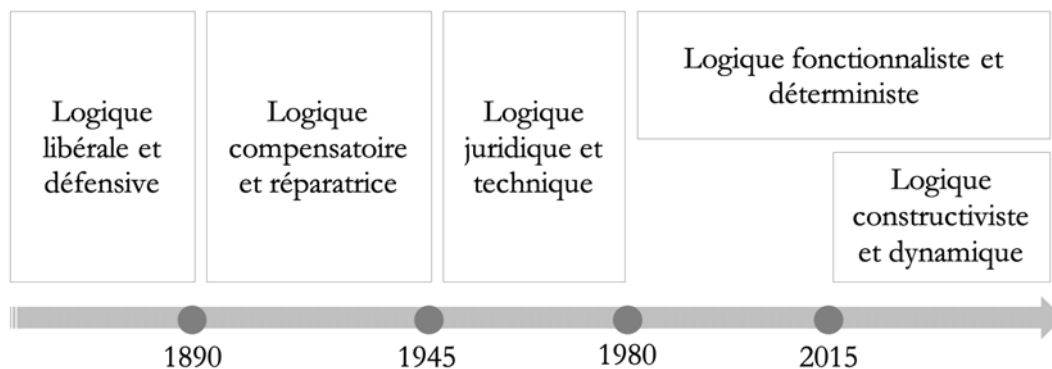 Logique
libérale et
défensive
Logique
compensatoire
et réparatrice
Logique
juridique et
technique
Logique fonctionnaliste et
déterministe
Logique
constructiviste
et dynamique
1890
1945
1980
2015